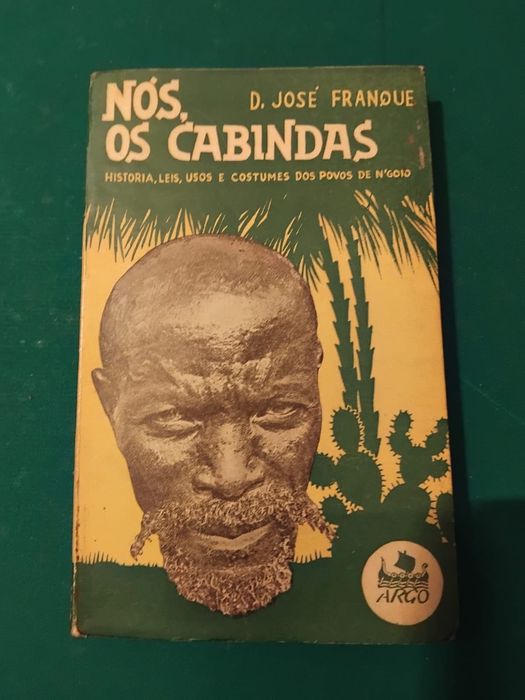 NÓS,
D. JOSÉ FRANQUE
OS CABINDAS
HISTORIA, LEIS, USOS E COSTUMES DOS POVOS DE N'GOIO
ARGO